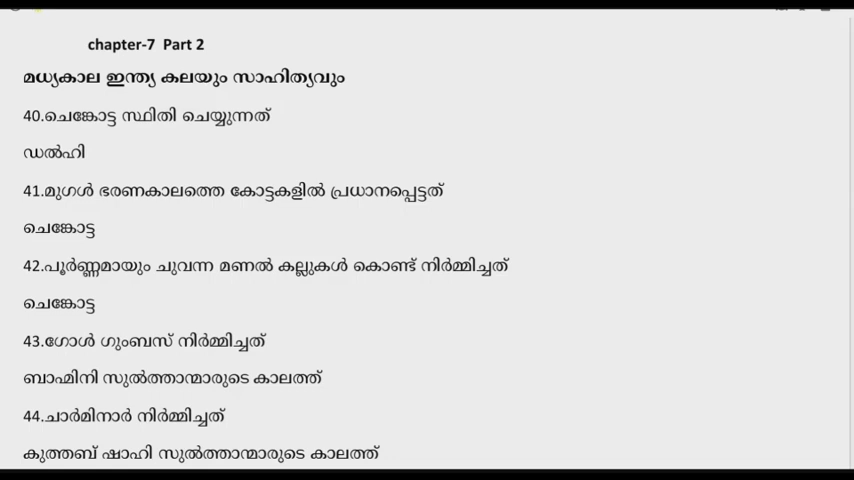 chapter-7 Part 2
മധ്യകാല ഇന്ത്യ കലയും സാഹിത്യവും
40.ചെങ്കോട്ട സ്ഥിതി ചെയ്യുന്നത്
ഡൽഹി
41.മുഗൾ ഭരണകാലത്തെ കോട്ടകളിൽ പ്രധാനപ്പെട്ടത്
ചെങ്കോട്ട
42.പൂർണ്ണമായും ചുവന്ന മണൽ കല്ലുകൾ കൊണ്ട് നിർമ്മിച്ചത്
ചെങ്കോട്ട
43.ഗോൾ ഗുംബസ് നിർമ്മിച്ചത്
ബാഹ്മിനി സുൽത്താന്മാരുടെ കാലത്ത്
44.ചാർമിനാർ നിർമ്മിച്ചത്
കുത്തബ് ഷാഹി സുൽത്താന്മാരുടെ കാലത്ത്